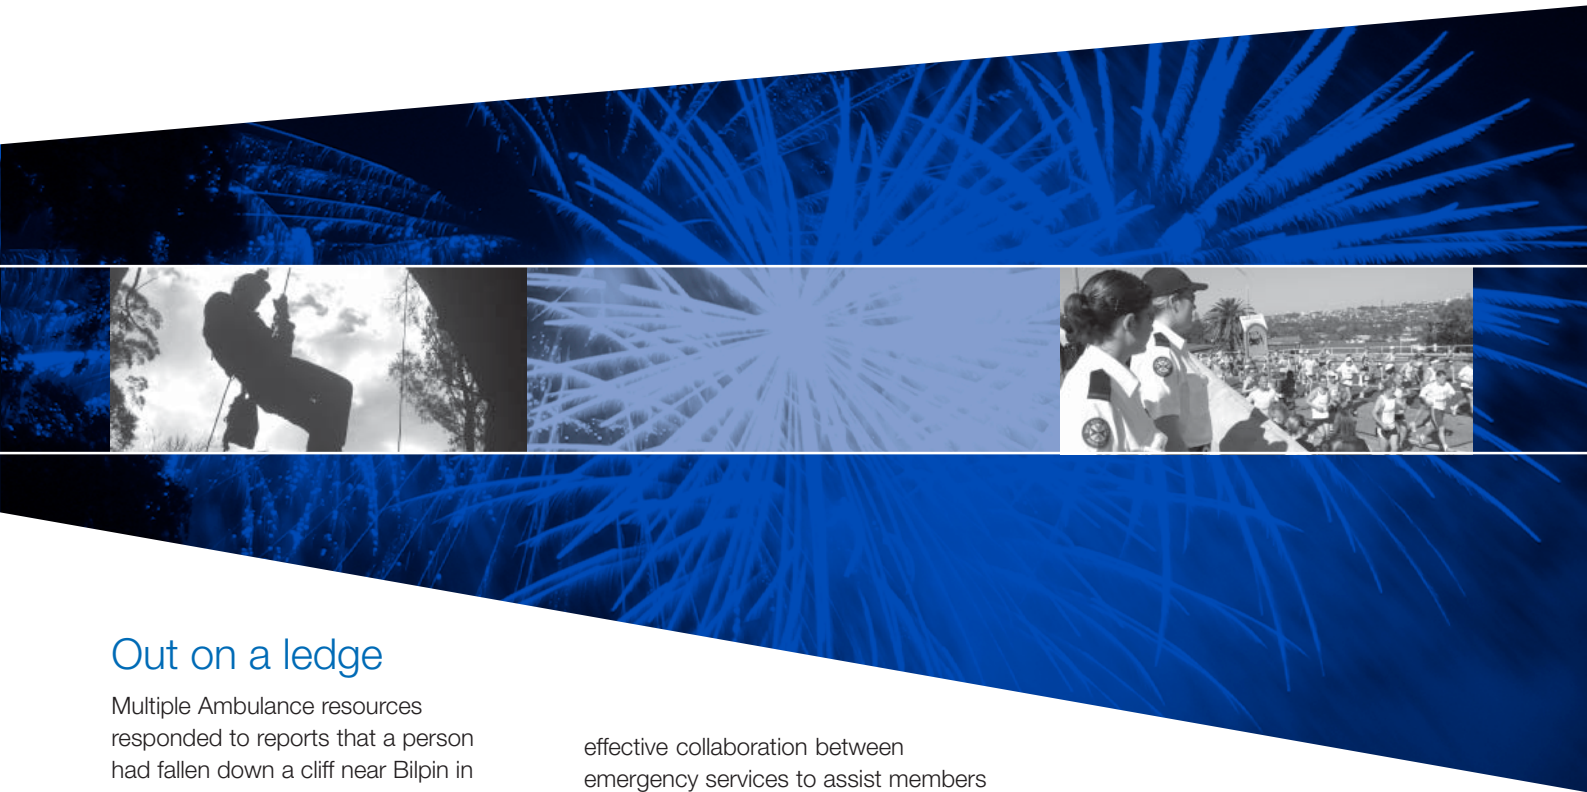 Out on a ledge
Multiple Ambulance resources
responded to reports that a person
had fallen down a cliff near Bilpin in
effective collaboration between
emergency services to assist members